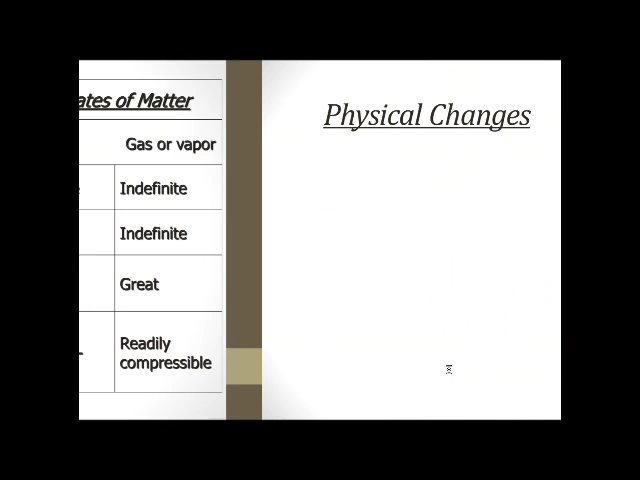 ates of Matter
Gas or vapor
Indefinite
Indefinite
Great
Readily
compressible
Physical Changes